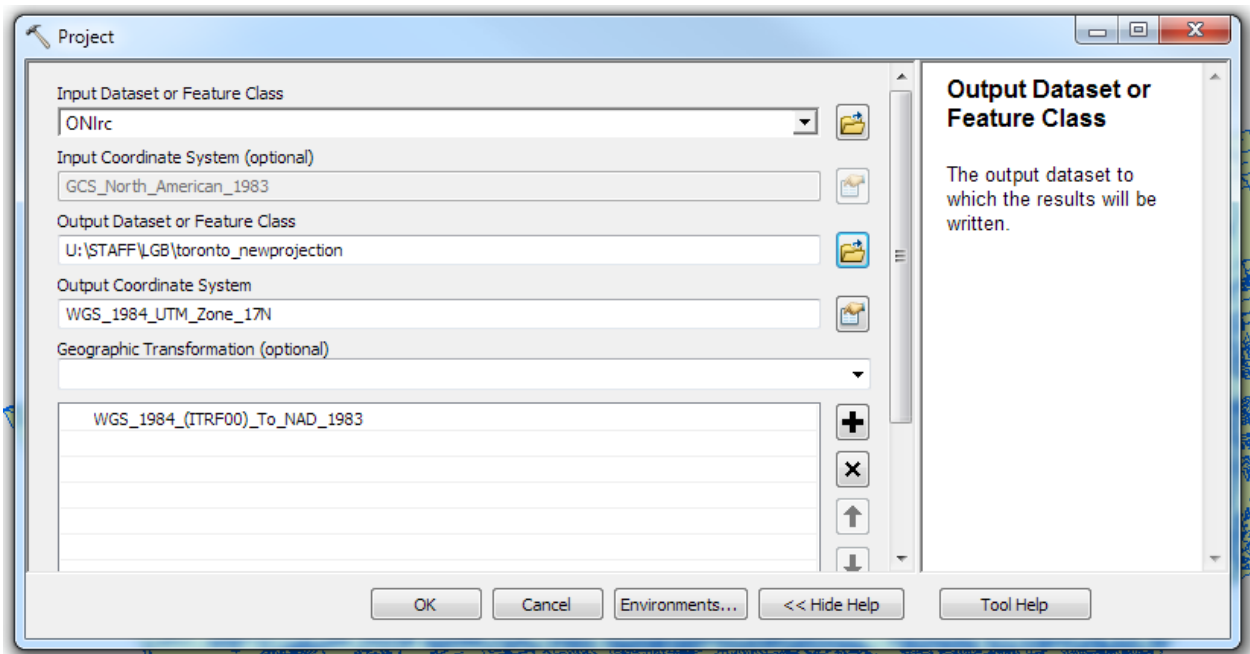 Project
Input Dataset or Feature Class
ONlrc
Input Coordinate System (optional)
GCS_North_American_1983
Output Dataset or Feature Class
U:\STAFF\LGB\toronto_newprojection
Output Coordinate System
WGS_1984_UTM_Zone_17N
Geographic Transformation (optional)
WGS_1984_(ITRF00)_To_NAD_1983
OK
Cancel
Environments...
<< Hide Help
Tool Help
Output Dataset or
Feature Class
The output dataset to
which the results will be
written.